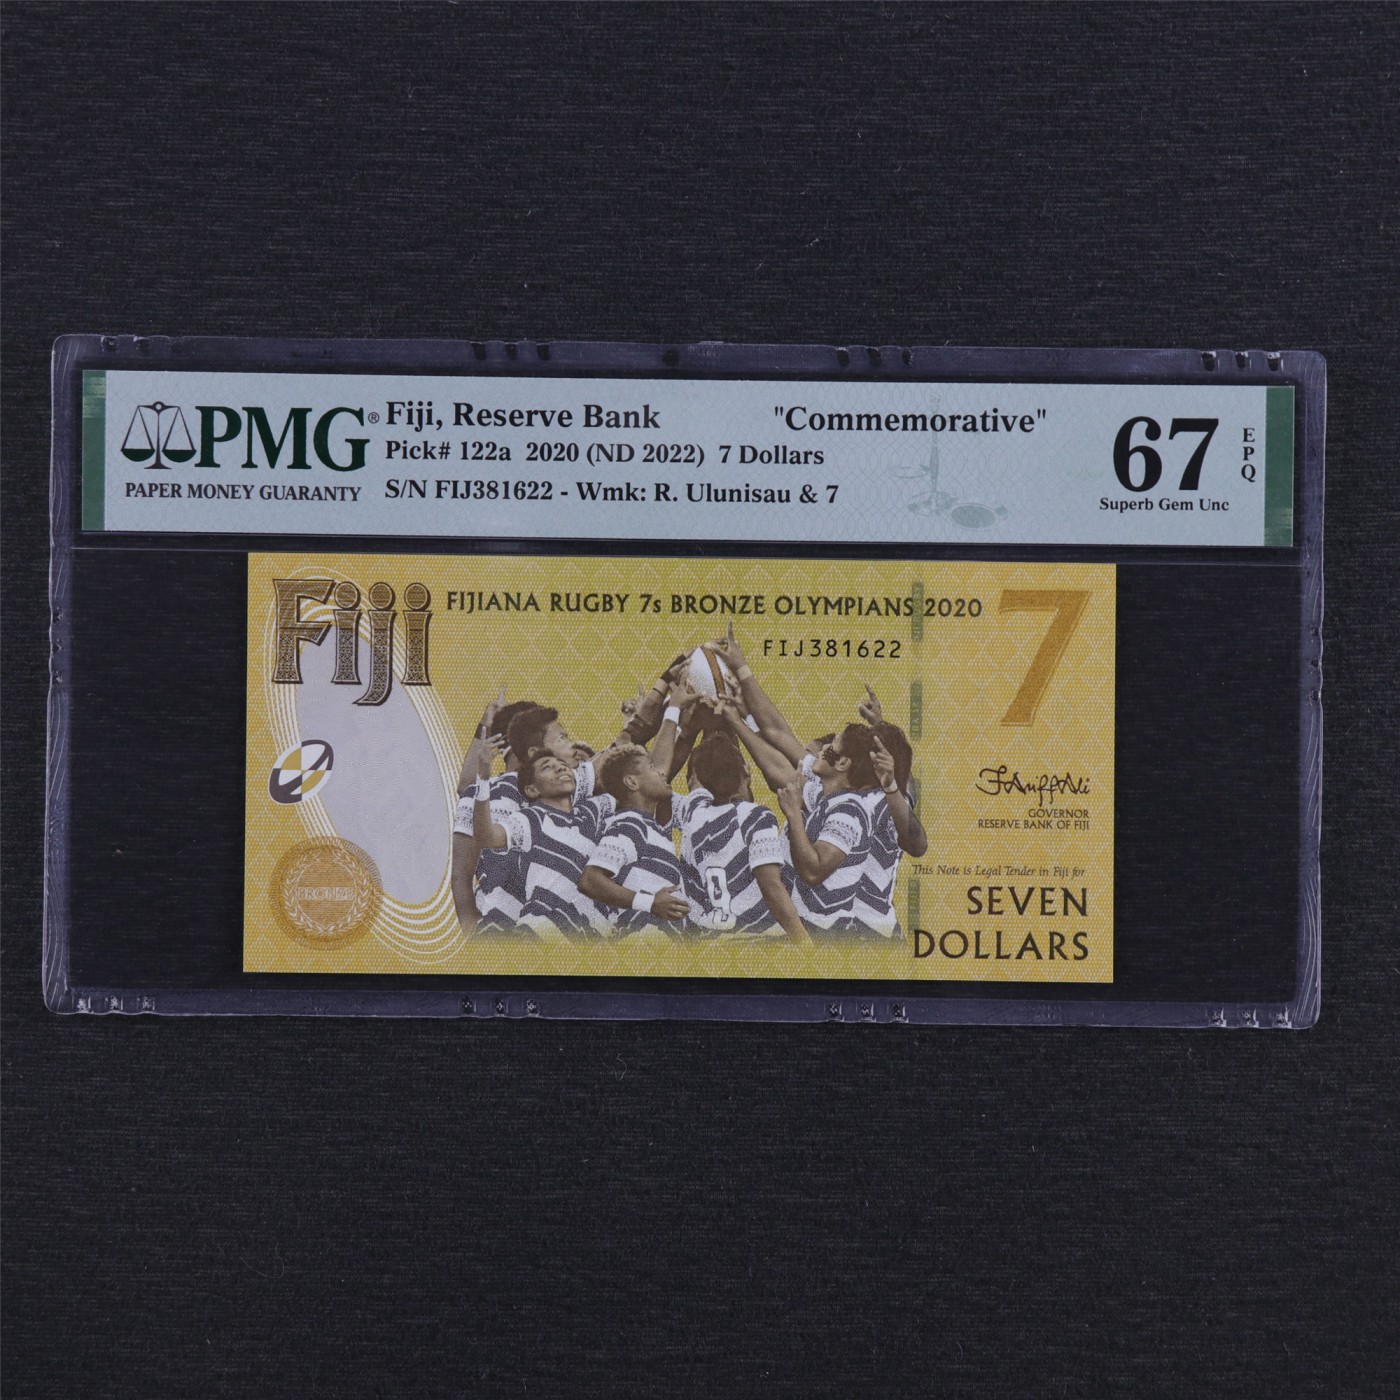 PMG®
PAPER MONEY GUARANTY
Fiji, Reserve Bank "Commemorative"
Pick# 122a 2020 (ND 2022) 7 Dollars
S/N FIJ381622 - Wmk: R. Ulunisau & 7
67
EPQ
Superb Gem Unc
Fiji
FIJIANA RUGBY 7s BRONZE OLYMPIANS 2020
7
FIJ381622
GOVERNOR
RESERVE BANK OF FIJI
BRONZE
This Note is Legal Tender in Fiji for
SEVEN
DOLLARS